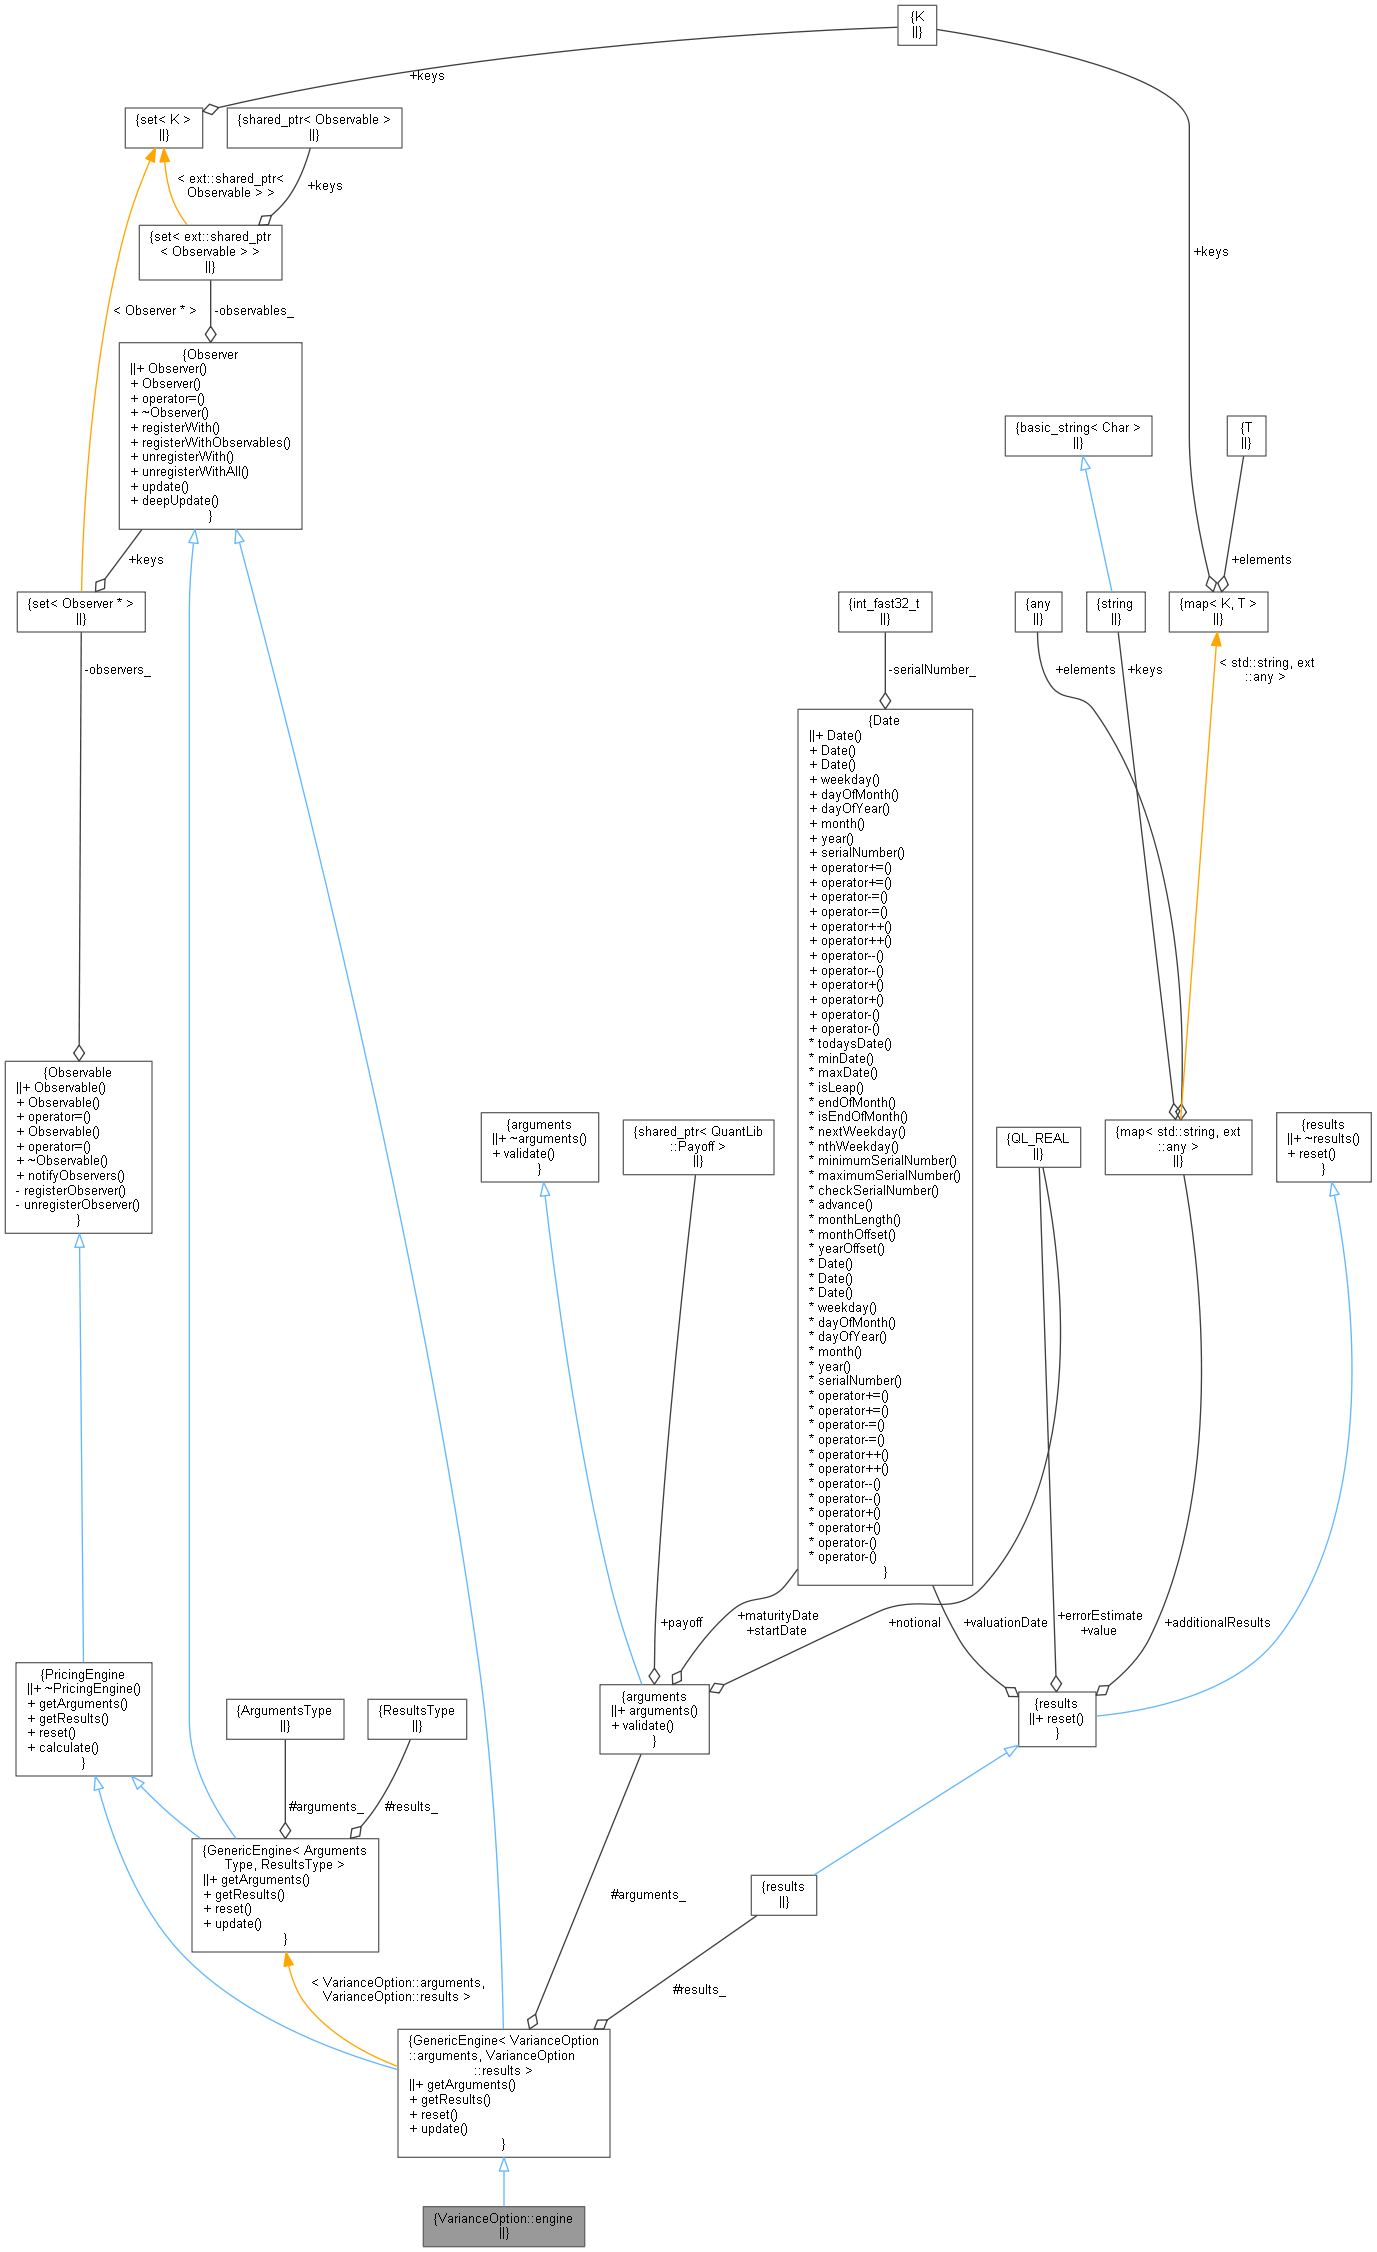 {K
||}
+keys
{set< K >
||}
{shared_ptr< Observable >
||}
< ext::shared_ptr<
Observable > >
+keys
{set< ext::shared_ptr
< Observable > >
||}
+keys
< Observer * >
-observables_
{Observer
||+ Observer()
+ Observer()
+ operator=()
+ ~Observer()
+ registerWith()
+ registerWithObservables()
+ unregisterWith()
+ unregisterWithAll()
+ update()
+ deepUpdate()
}
{basic_string< Char >
||}
{T
||}
+keys
+elements
{set< Observer * >
||}
{int_fast32_t
||}
{any
||}
{string
||}
{map< K, T >
||}
-observers_
-serialNumber_
+elements
+keys
< std::string, ext
::any >
{Date
||+ Date()
+ Date()
+ Date()
+ weekday()
+ dayOfMonth()
+ dayOfYear()
+ month()
+ year()
+ serialNumber()
+ operator+=()
+ operator+=()
+ operator-=()
+ operator-=()
+ operator++()
+ operator++()
+ operator--()
+ operator--()
+ operator+()
+ operator+()
+ operator-()
+ operator-()
* todaysDate()
* minDate()
* maxDate()
* isLeap()
* endOfMonth()
* isEndOfMonth()
* nextWeekday()
* nthWeekday()
* minimumSerialNumber()
* maximumSerialNumber()
* checkSerialNumber()
* advance()
* monthLength()
* monthOffset()
* yearOffset()
* Date()
* Date()
* Date()
* weekday()
* dayOfMonth()
* dayOfYear()
* month()
* year()
* serialNumber()
* operator+=()
* operator+=()
* operator-=()
* operator-=()
* operator++()
* operator++()
* operator--()
* operator--()
* operator+()
* operator+()
* operator-()
* operator-()
}
{Observable
||+ Observable()
+ Observable()
+ operator=()
+ Observable()
+ operator=()
+ ~Observable()
+ notifyObservers()
- registerObserver()
- unregisterObserver()
}
{arguments
||+ ~arguments()
+ validate()
}
{shared_ptr< QuantLib
::Payoff >
||}
{QL_REAL
||}
{map< std::string, ext
::any >
||}
{results
||+ ~results()
+ reset()
}
+payoff
+maturityDate
+startDate
+notional
+valuationDate
+errorEstimate
+value
+additionalResults
{PricingEngine
||+ ~PricingEngine()
+ getArguments()
+ getResults()
+ reset()
+ calculate()
}
{ArgumentsType
||}
{ResultsType
||}
{arguments
||+ arguments()
+ validate()
}
{results
||+ reset()
}
#arguments_
#results_
{GenericEngine< Arguments
Type, ResultsType >
||+ getArguments()
+ getResults()
+ reset()
+ update()
}
#arguments_
{results
||}
< VarianceOption::arguments,
VarianceOption::results >
#results_
{GenericEngine< VarianceOption
::arguments, VarianceOption
::results >
||+ getArguments()
+ getResults()
+ reset()
+ update()
}
{VarianceOption::engine
||}